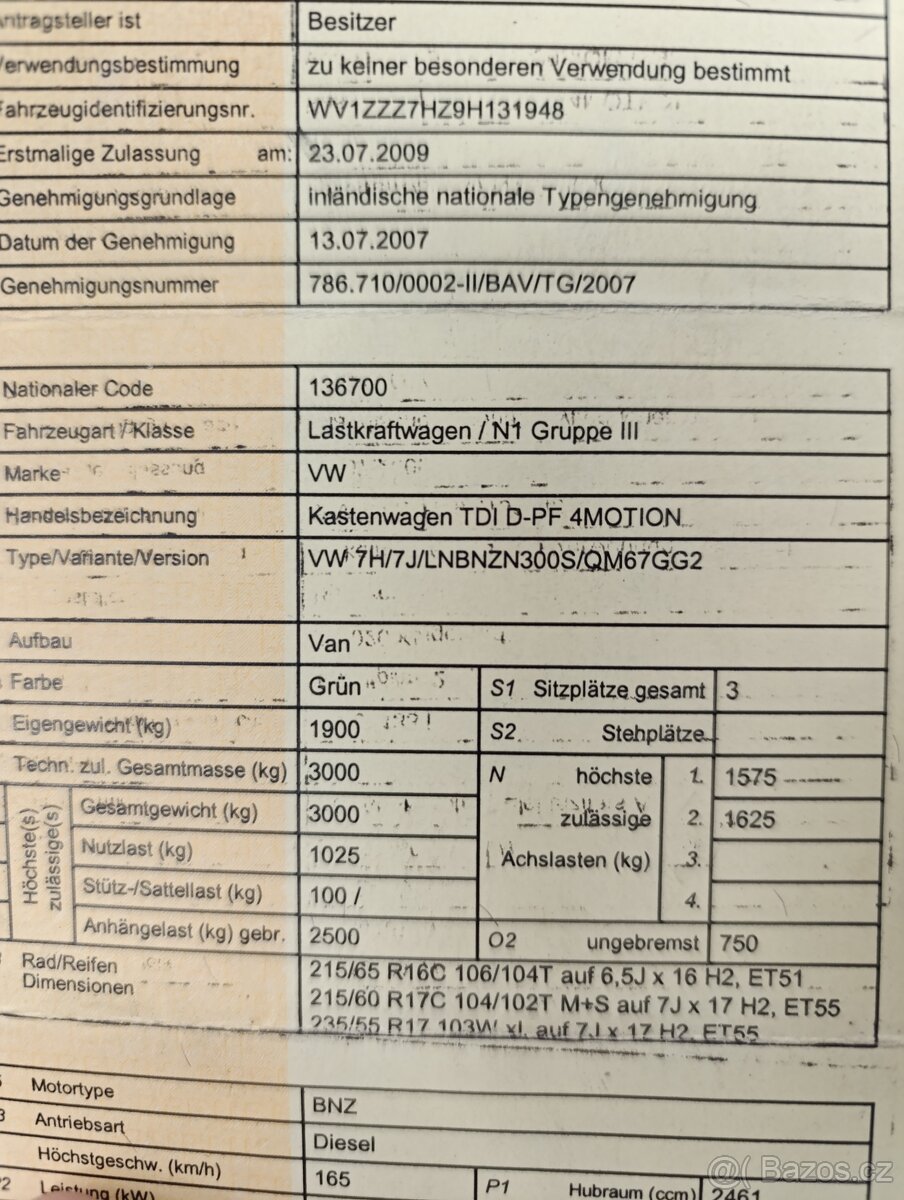 Antragsteller ist Besitzer
Verwendungsbestimmung zu keiner besonderen Verwendung bestimmt
Fahrzeugidentifizierungsnr. WV1ZZZ7HZ9H131948
Erstmalige Zulassung am: 23.07.2009
Genehmigungsgrundlage inländische nationale Typengenehmigung
Datum der Genehmigung 13.07.2007
Genehmigungsnummer 786.710/0002-II/BAV/TG/2007
Nationaler Code 136700
Fahrzeugart / Klasse Lastkraftwagen / N1 Gruppe III
Marke VW
Handelsbezeichnung Kastenwagen TDI D-PF 4MOTION
Type/Variante/Version VW 7H/7J/LNBNZN300S/QM67GG2
Aufbau Van
Farbe Grün S1 Sitzplätze gesamt 3
Eigengewicht (kg) 1900 S2 Stehplätze
Techn. zul. Gesamtmasse (kg) 3000 N höchste 1. 1575
Höchste(s) zulässige(s) Gesamtgewicht (kg) 3000 zulässige 2. 1625
Nutzlast (kg) 1025 Achslasten (kg) 3.
Stütz-/Sattellast (kg) 100 / 4.
Anhängelast (kg) gebr. 2500 O2 ungebremst 750
Rad/Reifen 215/65 R16C 106/104T auf 6,5J x 16 H2, ET51
Dimensionen 215/60 R17C 104/102T M+S auf 7J x 17 H2, ET55
235/55 R17 103W xl. auf 7J x 17 H2, ET55
Motortype BNZ
Antriebsart Diesel
Höchstgeschw. (km/h) 165 P1 Hubraum (ccm) 2461
Leistung (kW)
Bazos.cz